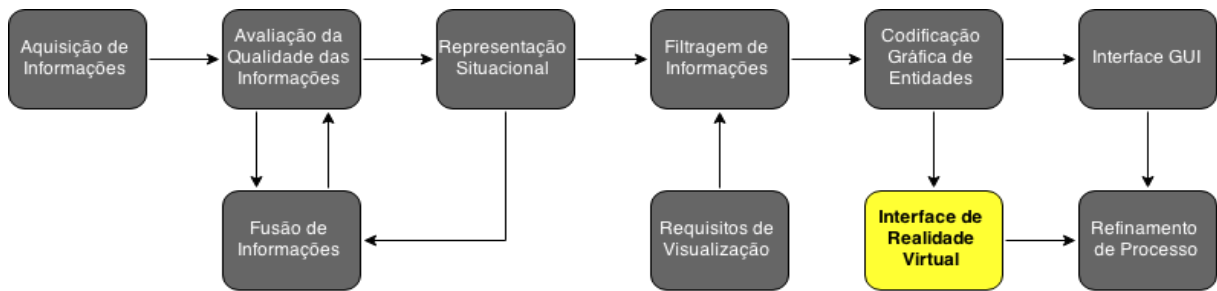 Aquisição de
Informações
Avaliação da
Qualidade das
Informações
Representação
Situacional
Filtragem de
Informações
Codificação
Gráfica de
Entidades
Interface GUI
Fusão de
Informações
Requisitos de
Visualização
Interface de
Realidade
Virtual
Refinamento
de Processo